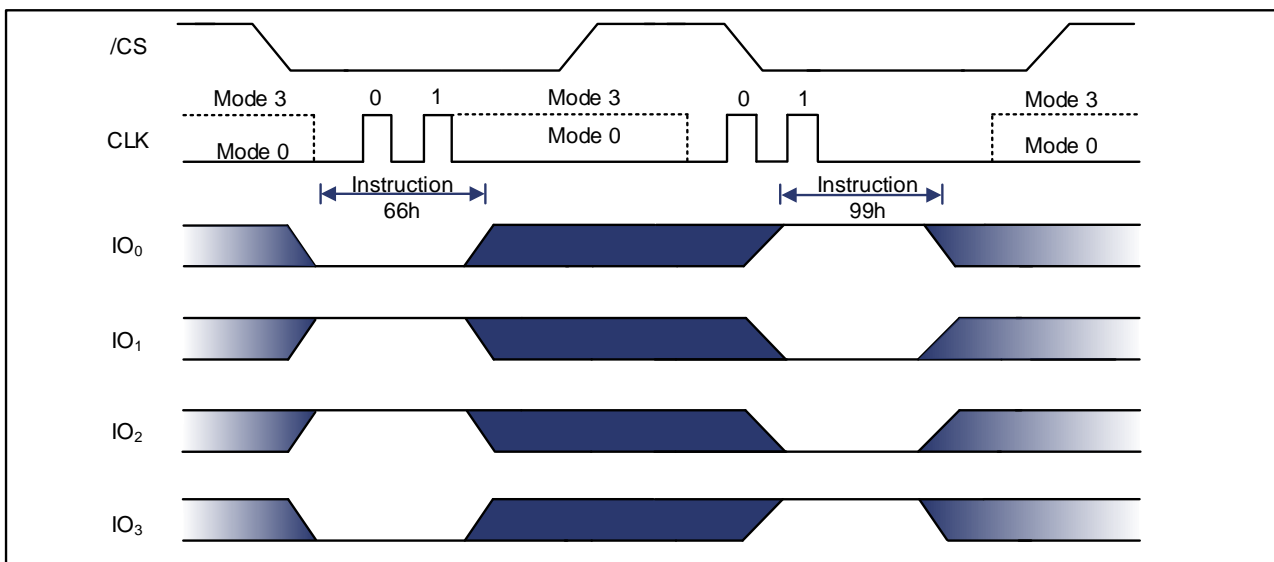 /CS
Mode 3 0 1 Mode 3 0 1 Mode 3
CLK
Mode 0 Mode 0 Mode 0
Instruction Instruction
66h 99h
IO₀
IO₁
IO₂
IO₃